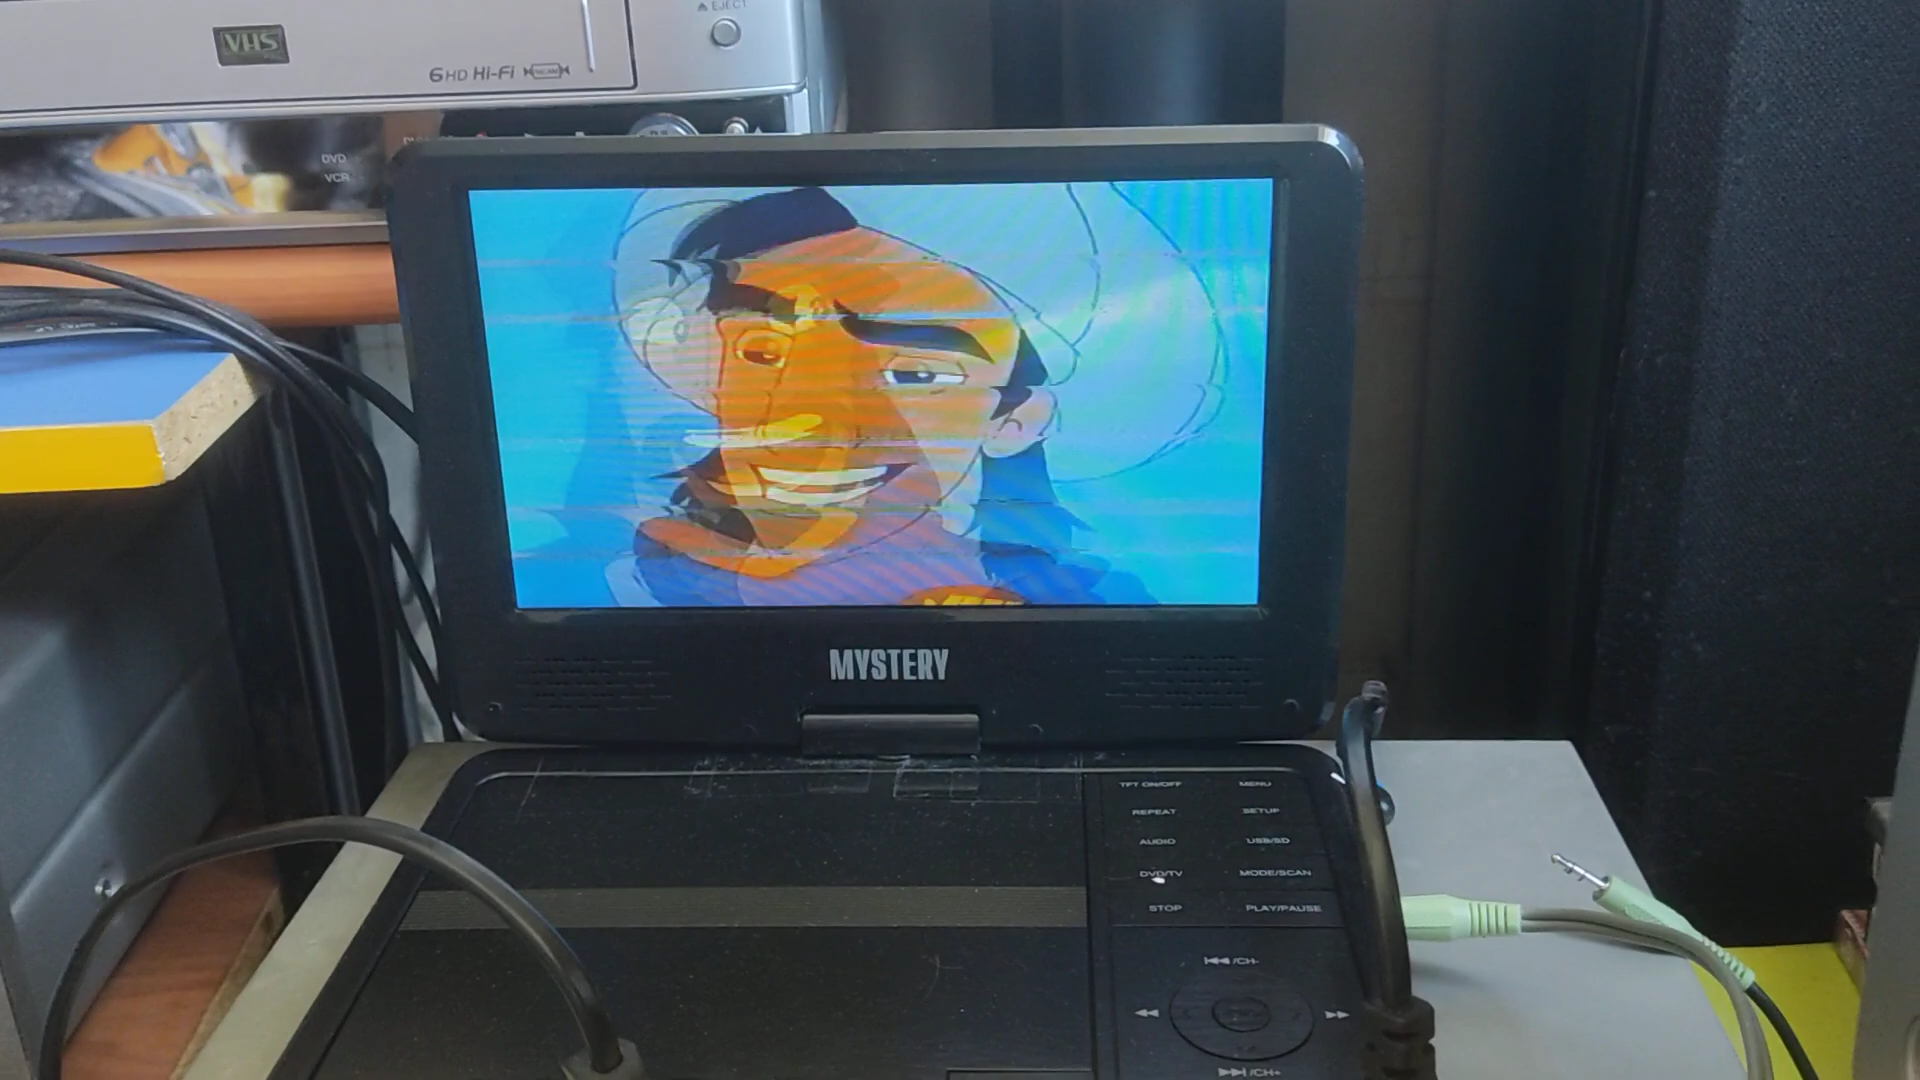 EJECT
VHS
6HD Hi-Fi
DVD
VCR
MYSTERY
TFT ON/OFF MENU
REPEAT SETUP
AUDIO USB/SD
DVD/TV MODE/SCAN
STOP PLAY/PAUSE
/CH-
/CH+